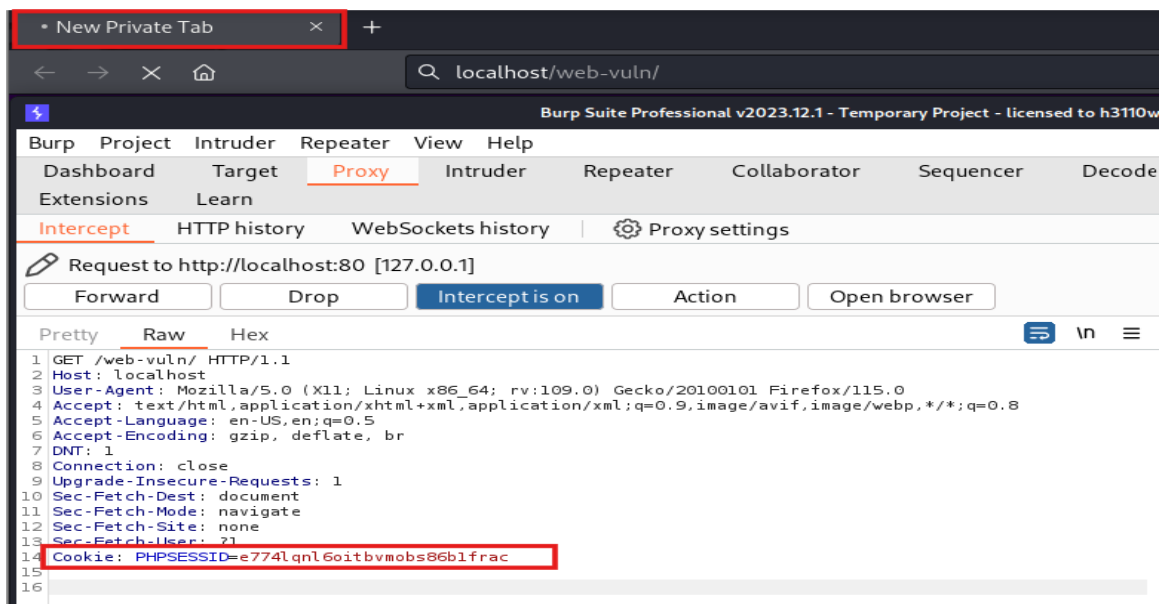 • New Private Tab × +
localhost/web-vuln/
Burp Suite Professional v2023.12.1 - Temporary Project - licensed to h3110w
Burp Project Intruder Repeater View Help
Dashboard Target Proxy Intruder Repeater Collaborator Sequencer Decode
Extensions Learn
Intercept HTTP history WebSockets history Proxy settings
Request to http://localhost:80 [127.0.0.1]
Forward Drop Intercept is on Action Open browser
Pretty Raw Hex \n
1 GET /web-vuln/ HTTP/1.1
2 Host: localhost
3 User-Agent: Mozilla/5.0 (X11; Linux x86_64; rv:109.0) Gecko/20100101 Firefox/115.0
4 Accept: text/html,application/xhtml+xml,application/xml;q=0.9,image/avif,image/webp,*/*;q=0.8
5 Accept-Language: en-US,en;q=0.5
6 Accept-Encoding: gzip, deflate, br
7 DNT: 1
8 Connection: close
9 Upgrade-Insecure-Requests: 1
10 Sec-Fetch-Dest: document
11 Sec-Fetch-Mode: navigate
12 Sec-Fetch-Site: none
13 Sec-Fetch-User: ?1
14 Cookie: PHPSESSID=e774lqnl6oitbvmobs86b1frac
15
16